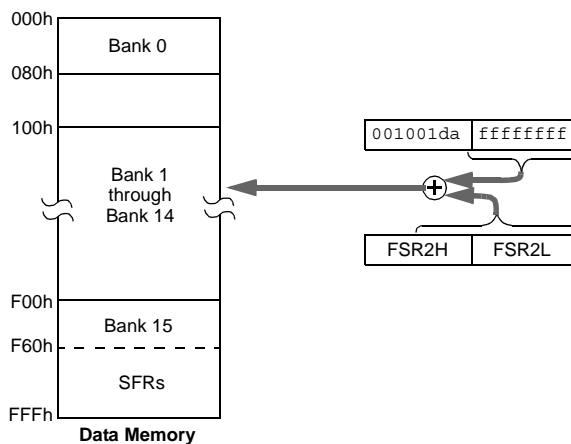 000h
Bank 0
080h
100h
001001da ffffffff
Bank 1
through
Bank 14
FSR2H FSR2L
F00h
Bank 15
F60h
SFRs
FFFh
Data Memory